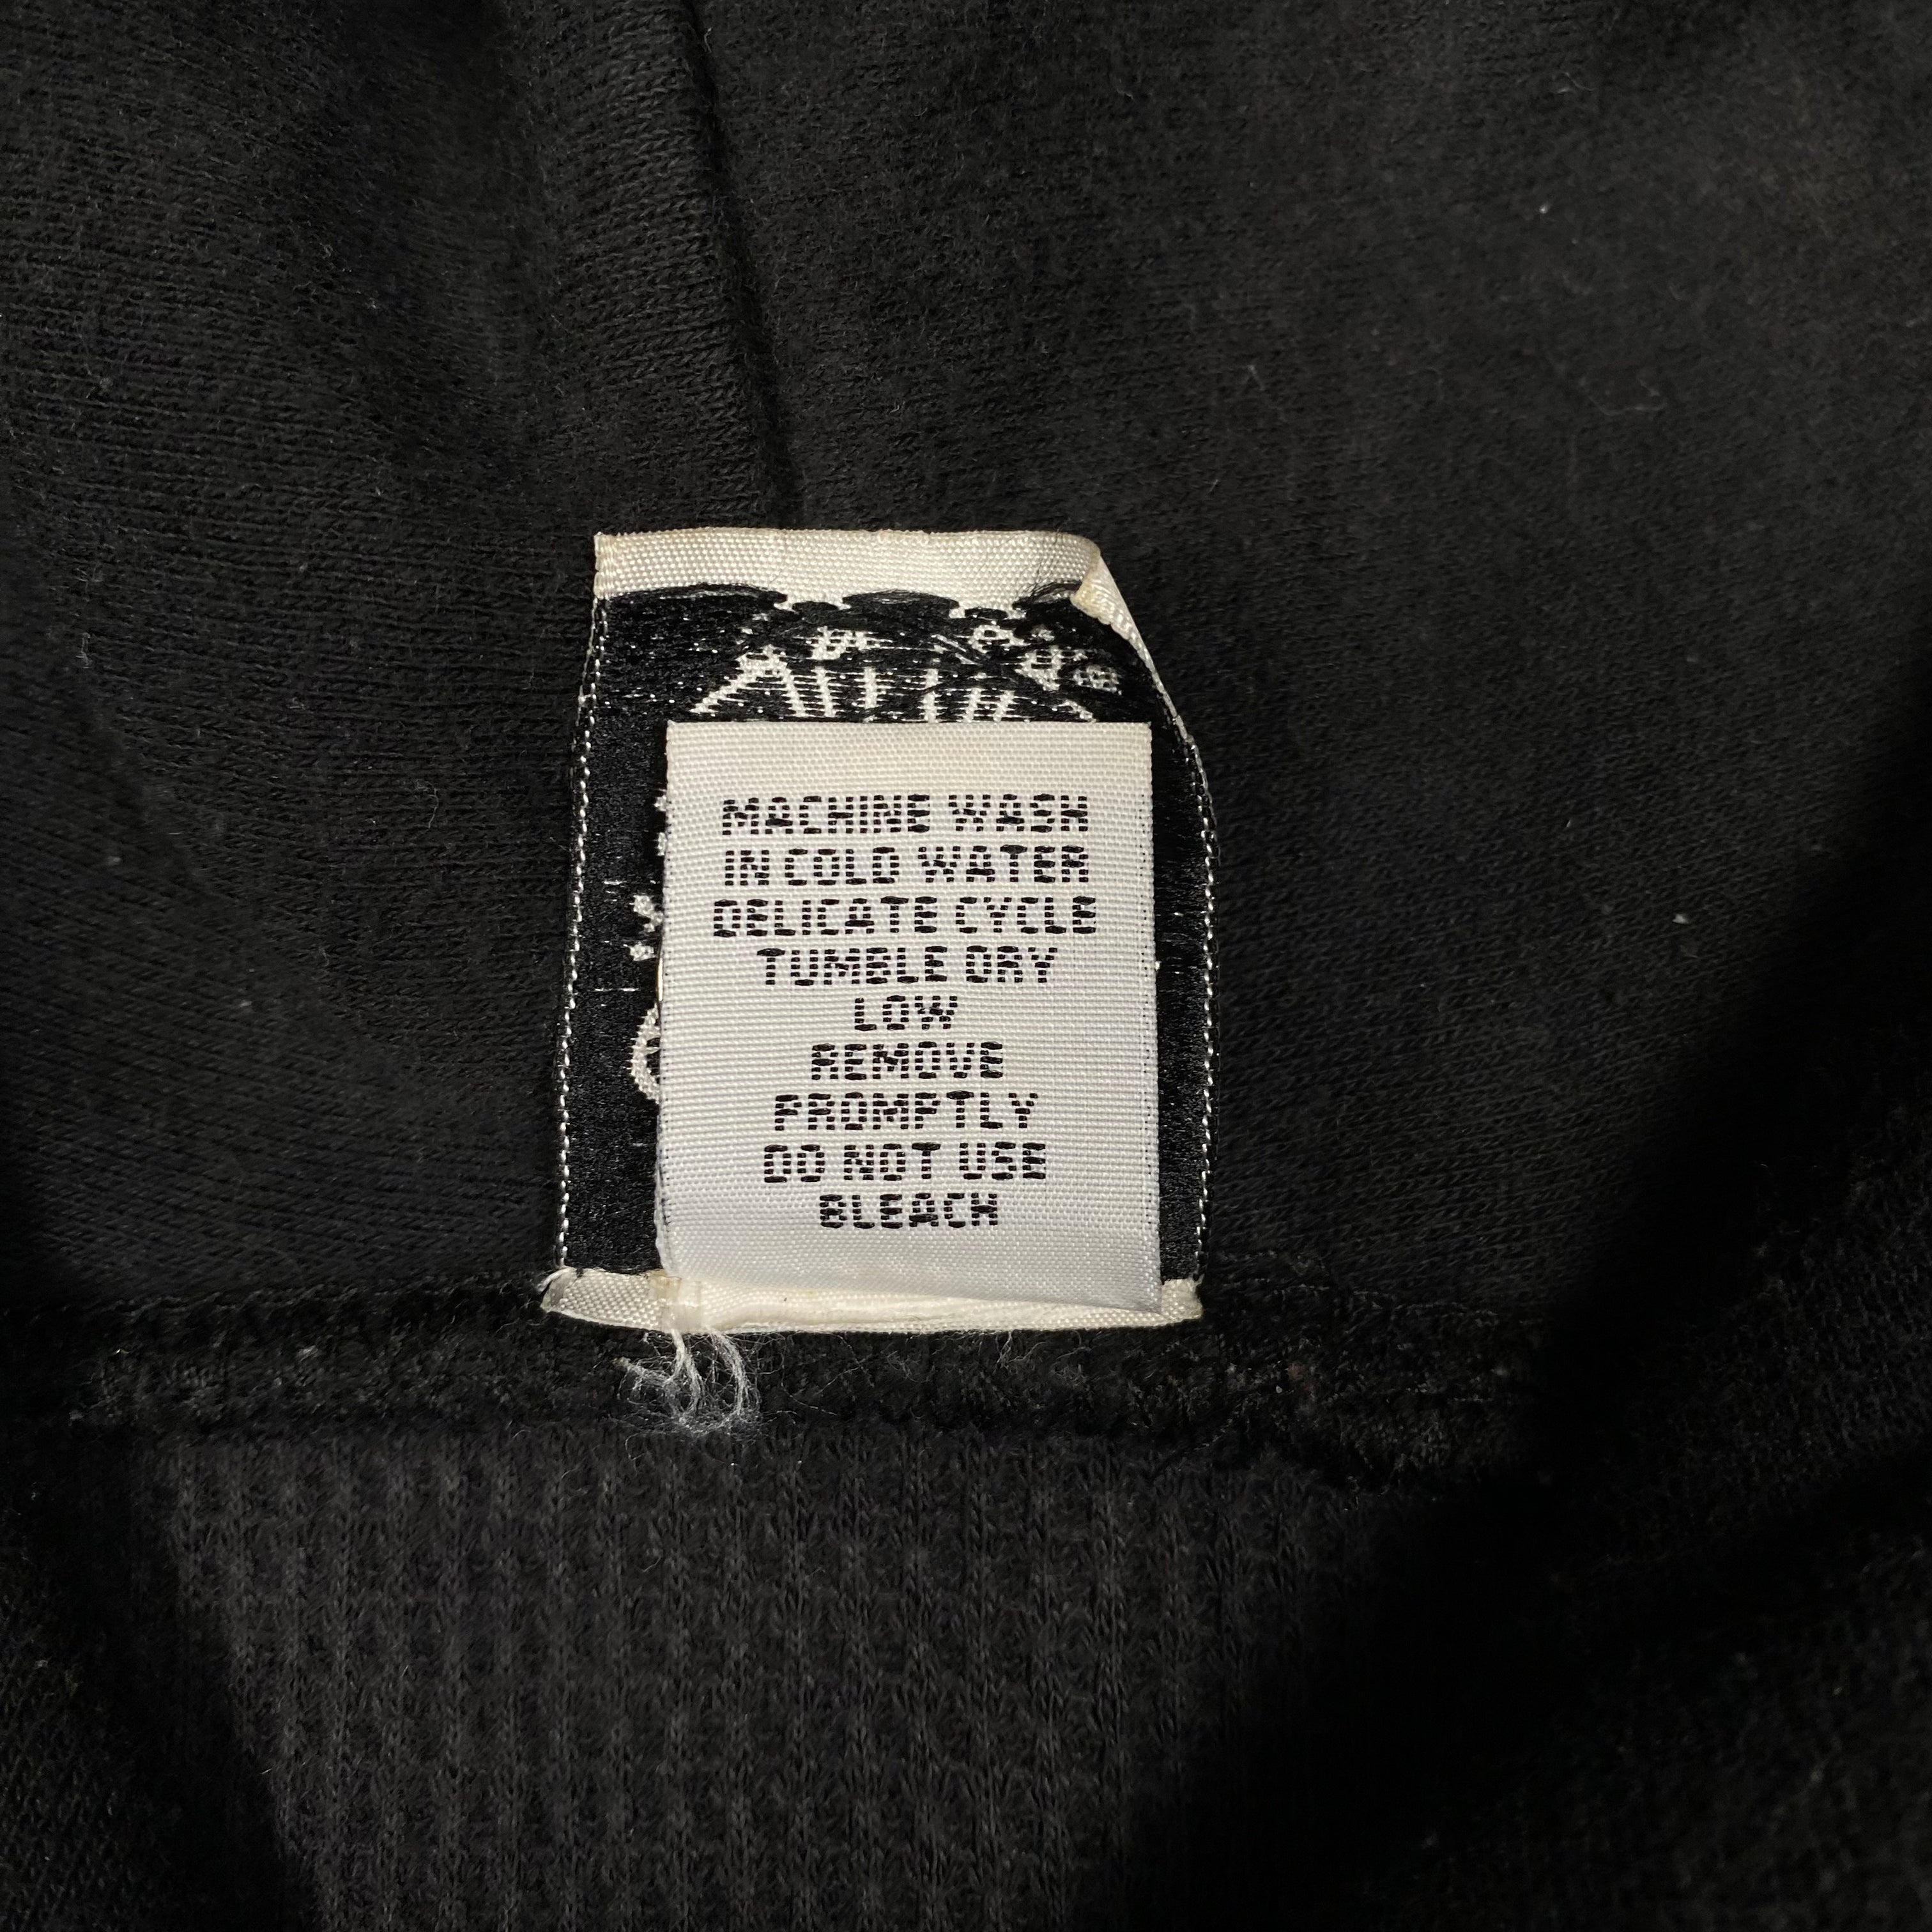 MACHINE WASH
IN COLD WATER
DELICATE CYCLE
TUMBLE DRY
LOW
REMOVE
PROMPTLY
DO NOT USE
BLEACH